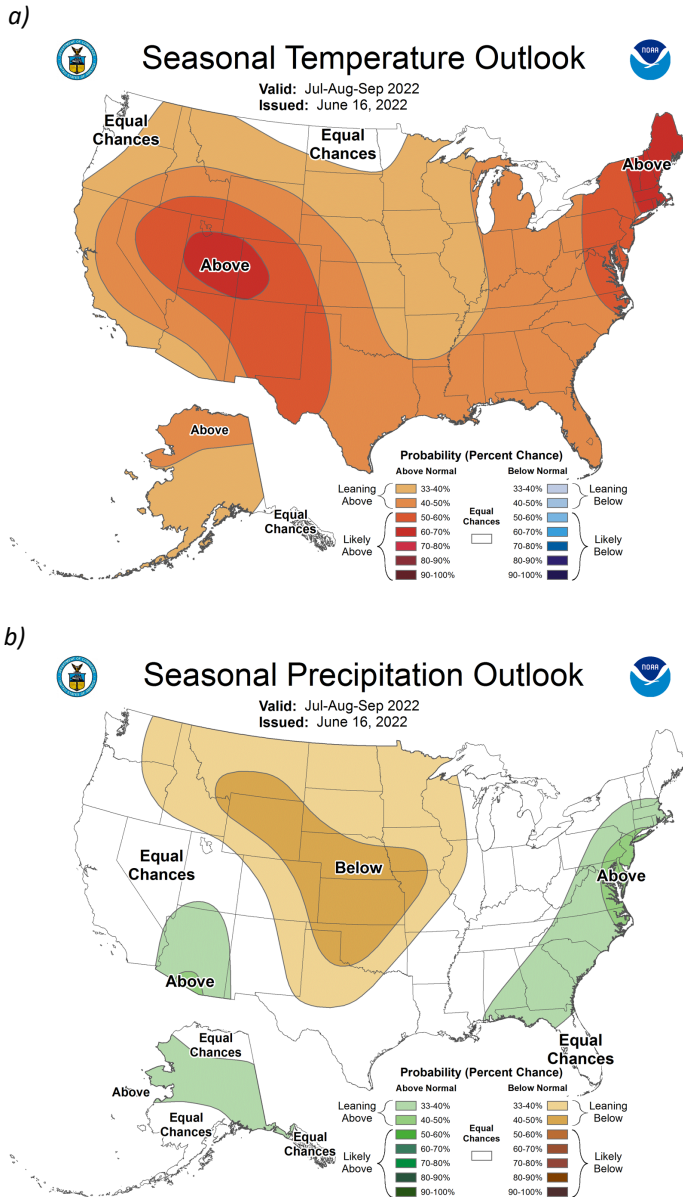 a)
Seasonal Temperature Outlook
NOAA
Valid: Jul-Aug-Sep 2022
Issued: June 16, 2022
Equal
Chances
Equal
Chances
Above
Above
Above
Equal
Chances
Probability (Percent Chance)
Above Normal
Below Normal
Leaning
Above
33-40%
40-50%
Likely
Above
50-60%
60-70%
70-80%
80-90%
90-100%
Equal
Chances
33-40%
40-50%
Leaning
Below
50-60%
60-70%
70-80%
80-90%
90-100%
Likely
Below
b)
Seasonal Precipitation Outlook
NOAA
Valid: Jul-Aug-Sep 2022
Issued: June 16, 2022
Equal
Chances
Below
Above
Above
Equal
Chances
Equal
Chances
Above
Equal
Chances
Equal
Chances
Probability (Percent Chance)
Above Normal
Below Normal
Leaning
Above
33-40%
40-50%
Likely
Above
50-60%
60-70%
70-80%
80-90%
90-100%
Equal
Chances
33-40%
40-50%
Leaning
Below
50-60%
60-70%
70-80%
80-90%
90-100%
Likely
Below